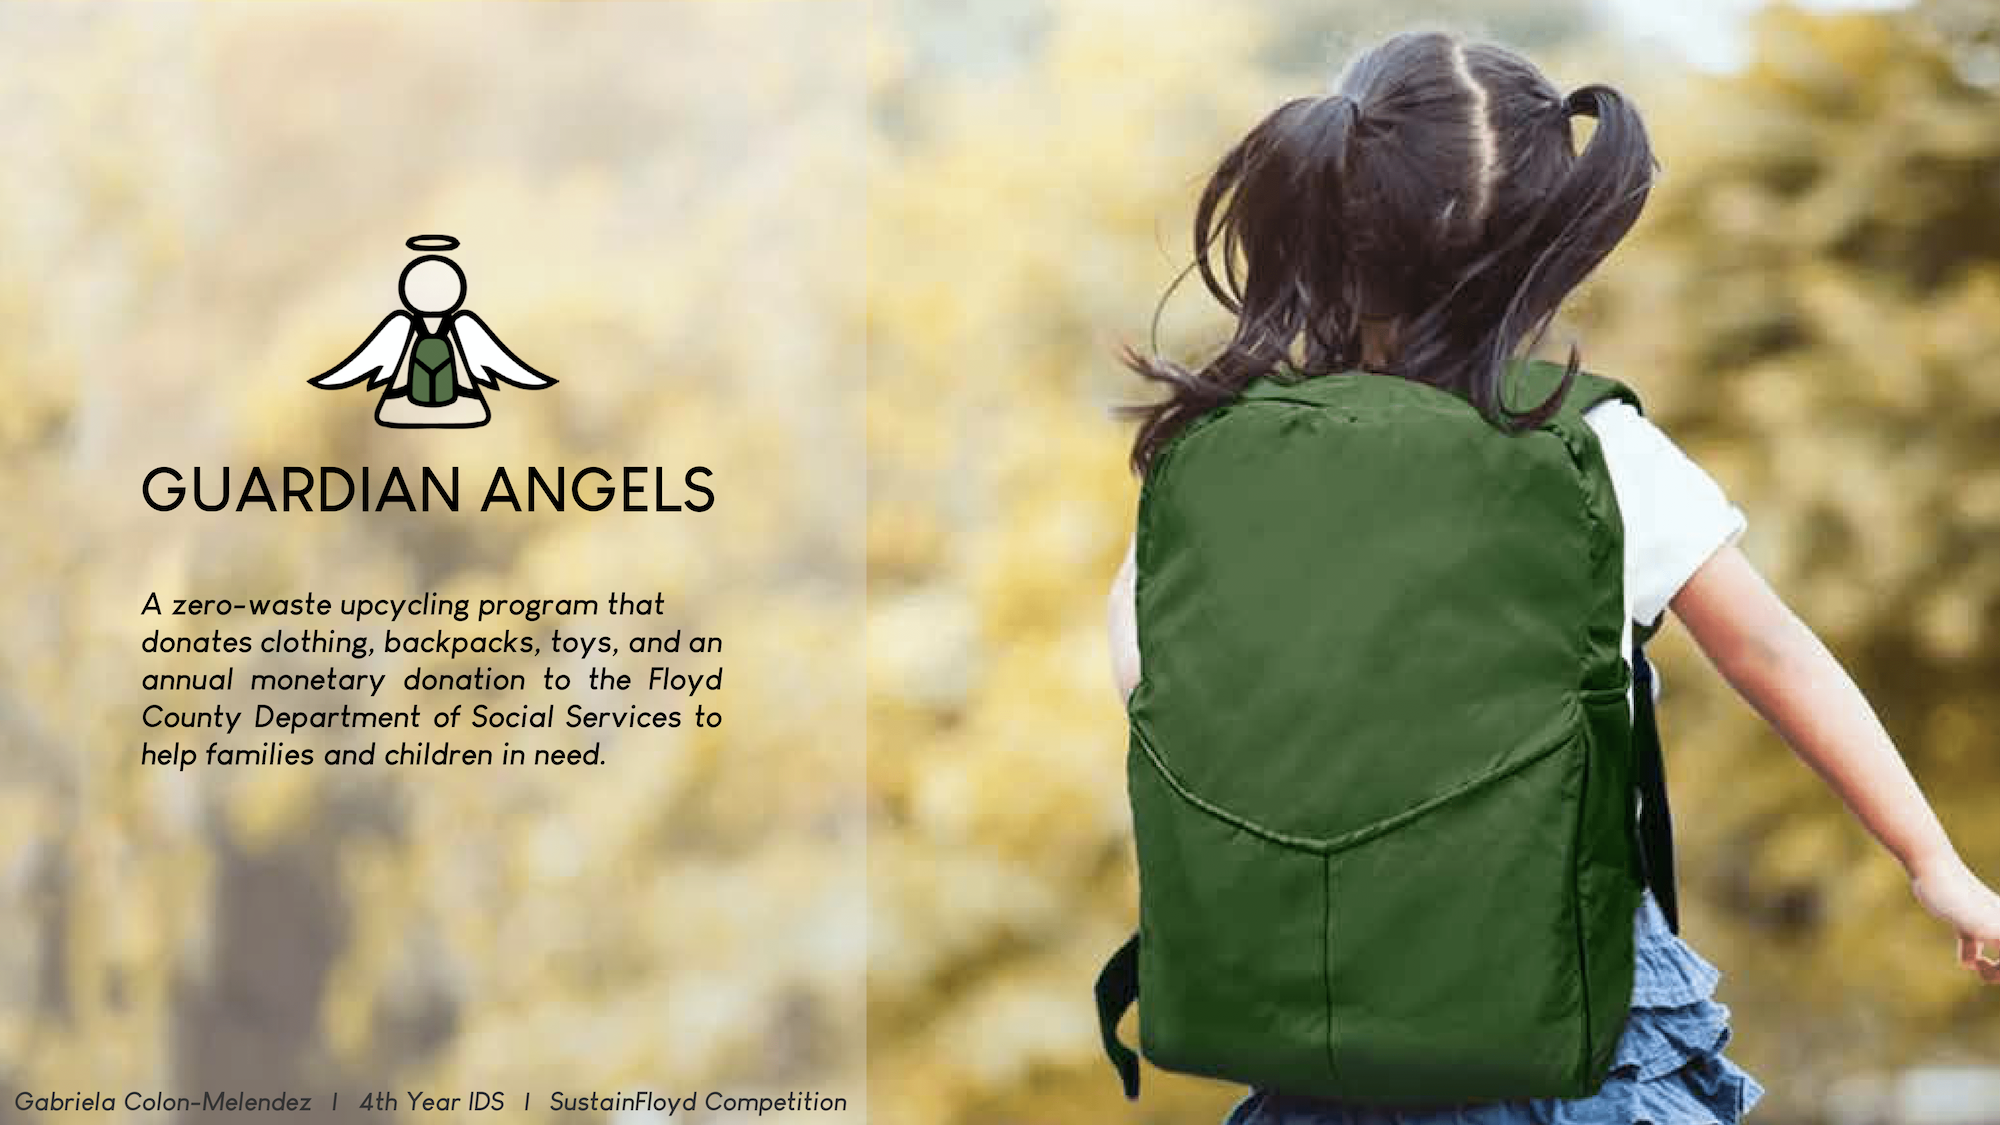 GUARDIAN ANGELS
A zero-waste upcycling program that
donates clothing, backpacks, toys, and an
annual monetary donation to the Floyd
County Department of Social Services to
help families and children in need.
Gabriela Colon-Melendez I 4th Year IDS I SustainFloyd Competition